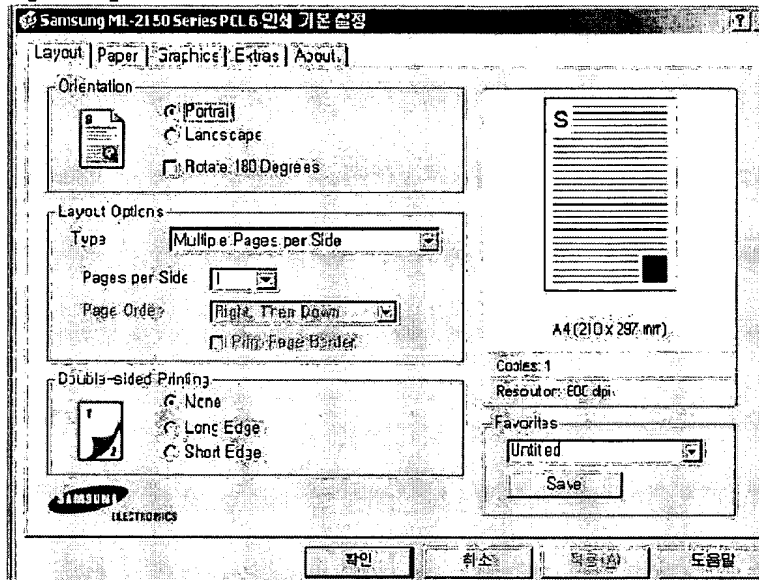 Samsung ML-2150 Series PCL 6 인쇄 기본 설정
?
Layout
Paper
Graphics
Extras
About
Orientation
Portrait
Landscape
Rotate 180 Degrees
Layout Options
Type
Multiple Pages per Side
Pages per Side
1
Page Order
Right, Then Down
Print Page Border
Double-sided Printing
None
Long Edge
Short Edge
SAMSUNG
ELECTRONICS
S
A4 (210 x 297 mm)
Copies: 1
Resolution: 600 dpi
Favorites
Untitled
Save
확인
취소
적용(A)
도움말